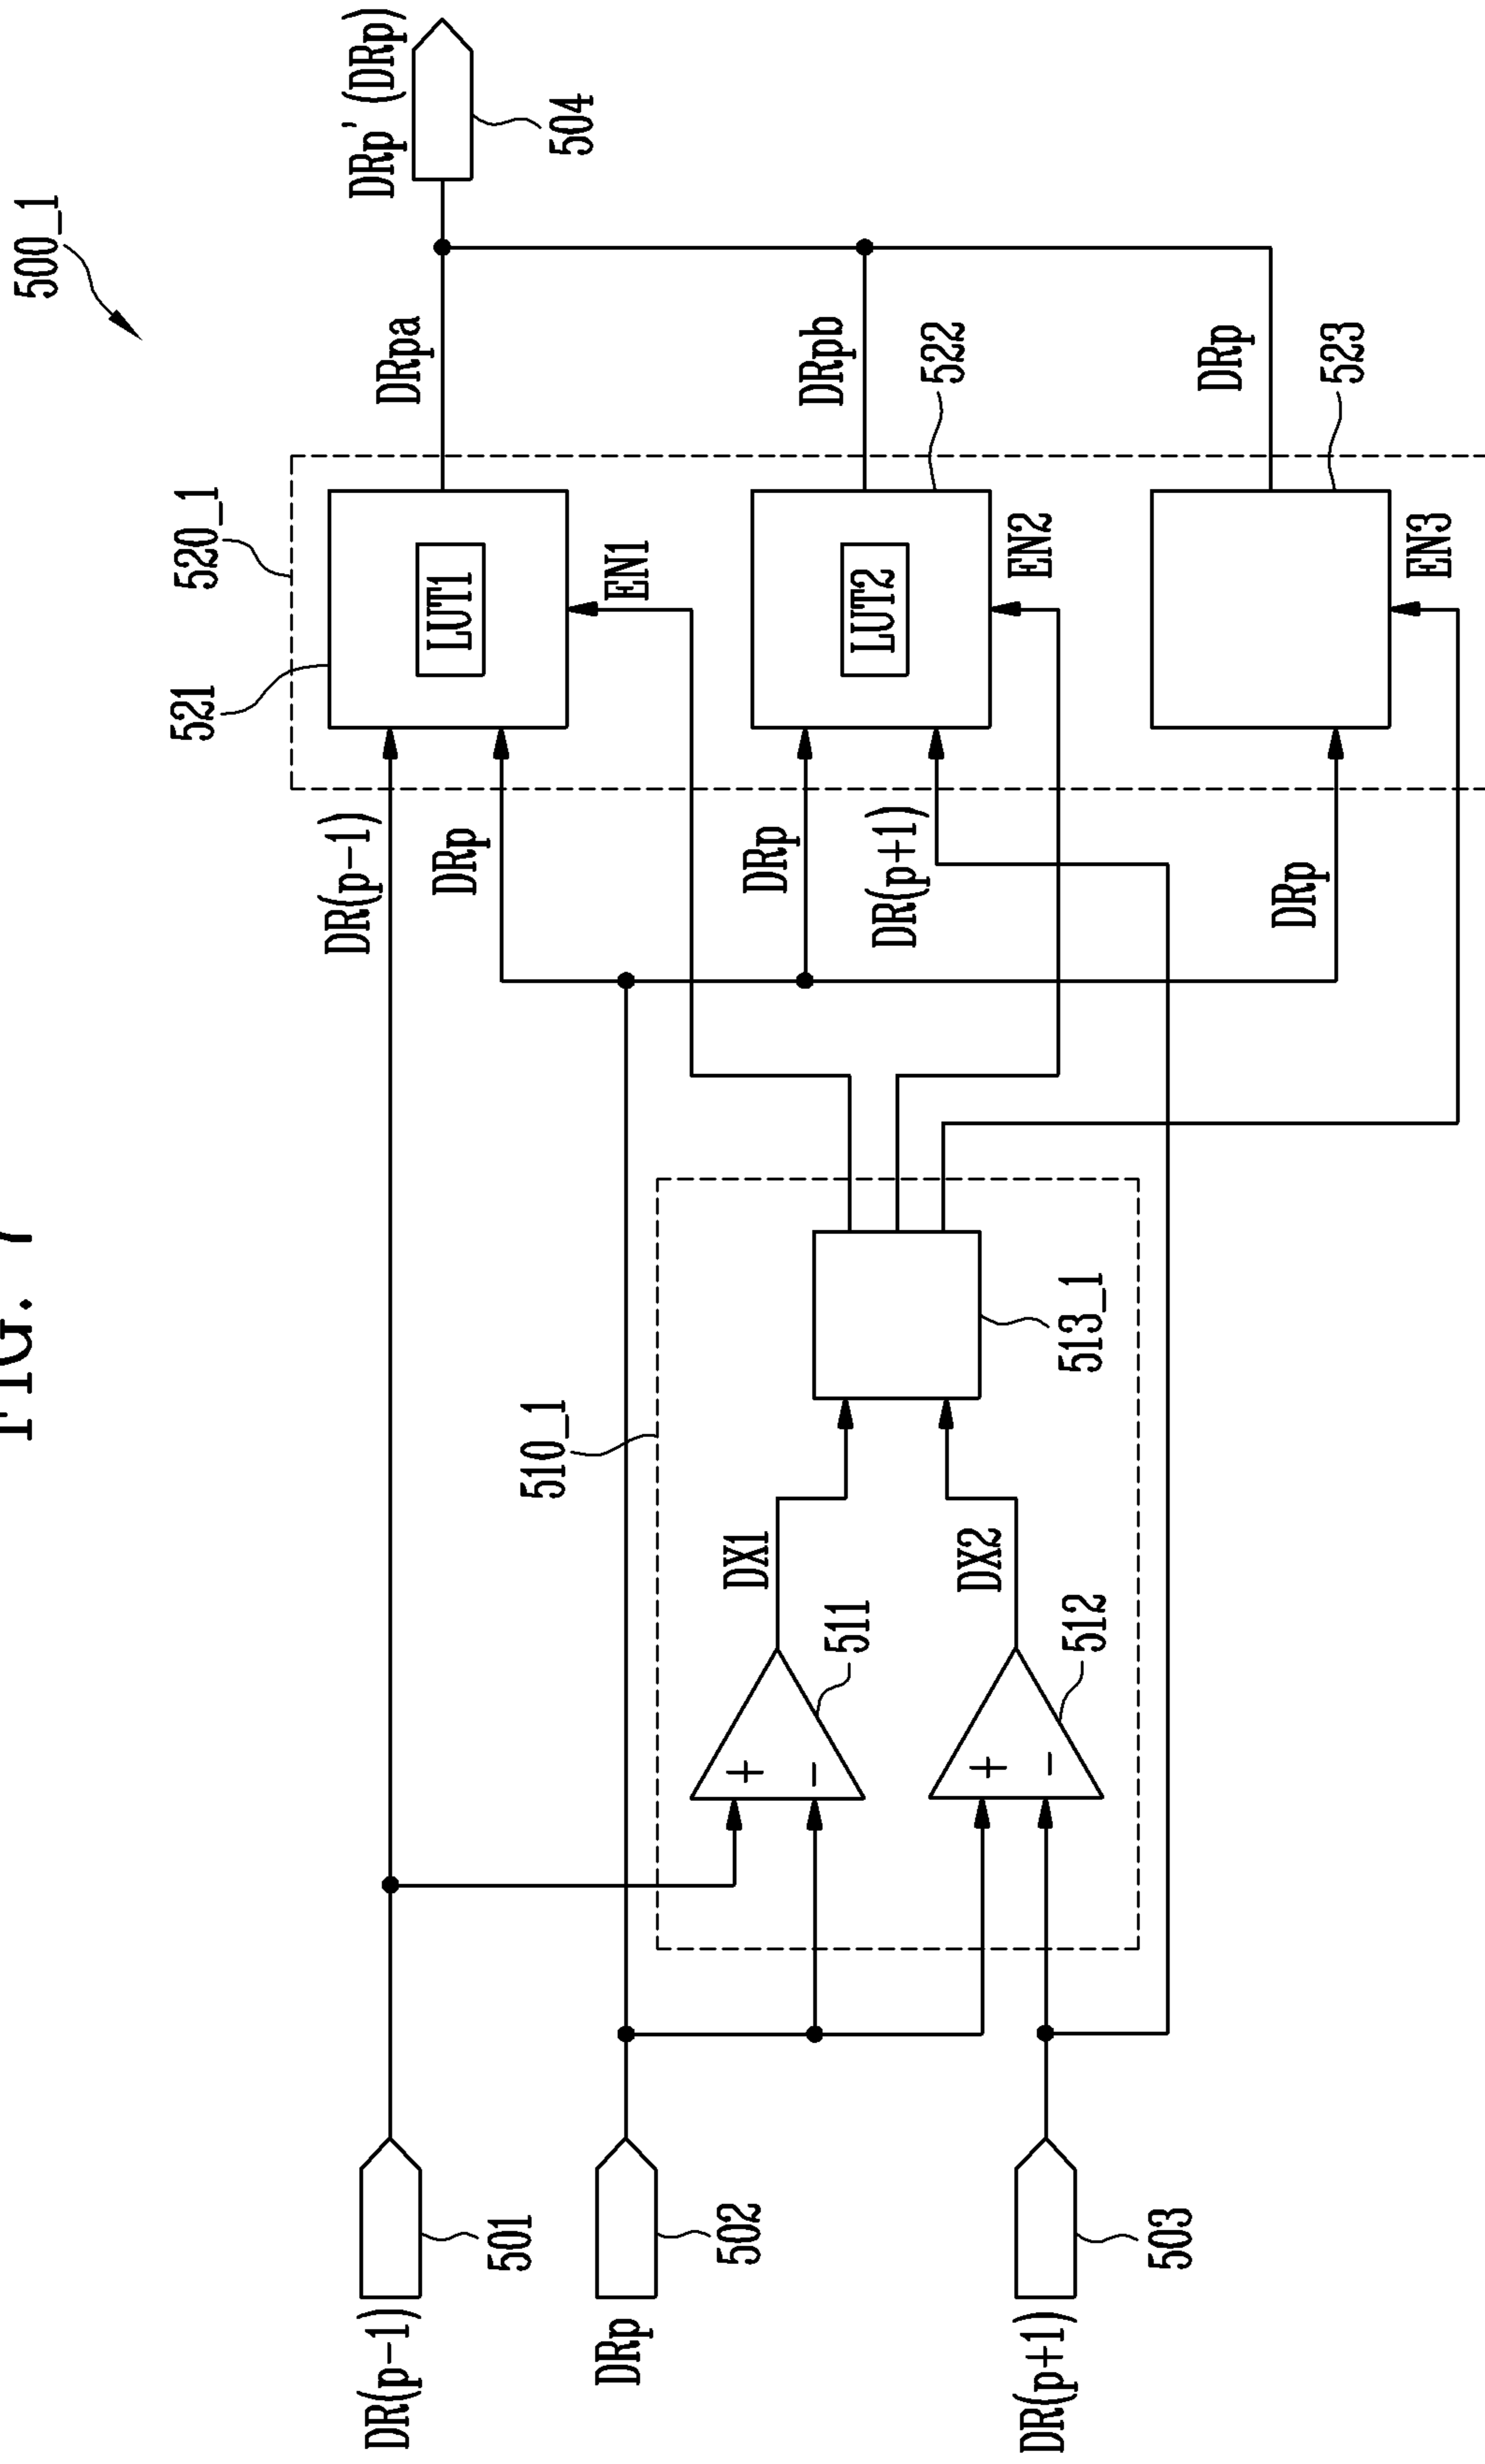 FIG. 7
500_1
520_1
521
DR(p-1)
DRp
LUT1
EN1
DRpa
DRp' (DRp)
504
DRp
DR(p+1)
LUT2
EN2
DRpb
522
DRp
EN3
DRp
523
510_1
DX1
511
+
-
DX2
512
+
-
513_1
DR(p-1)
501
DRp
502
DR(p+1)
503